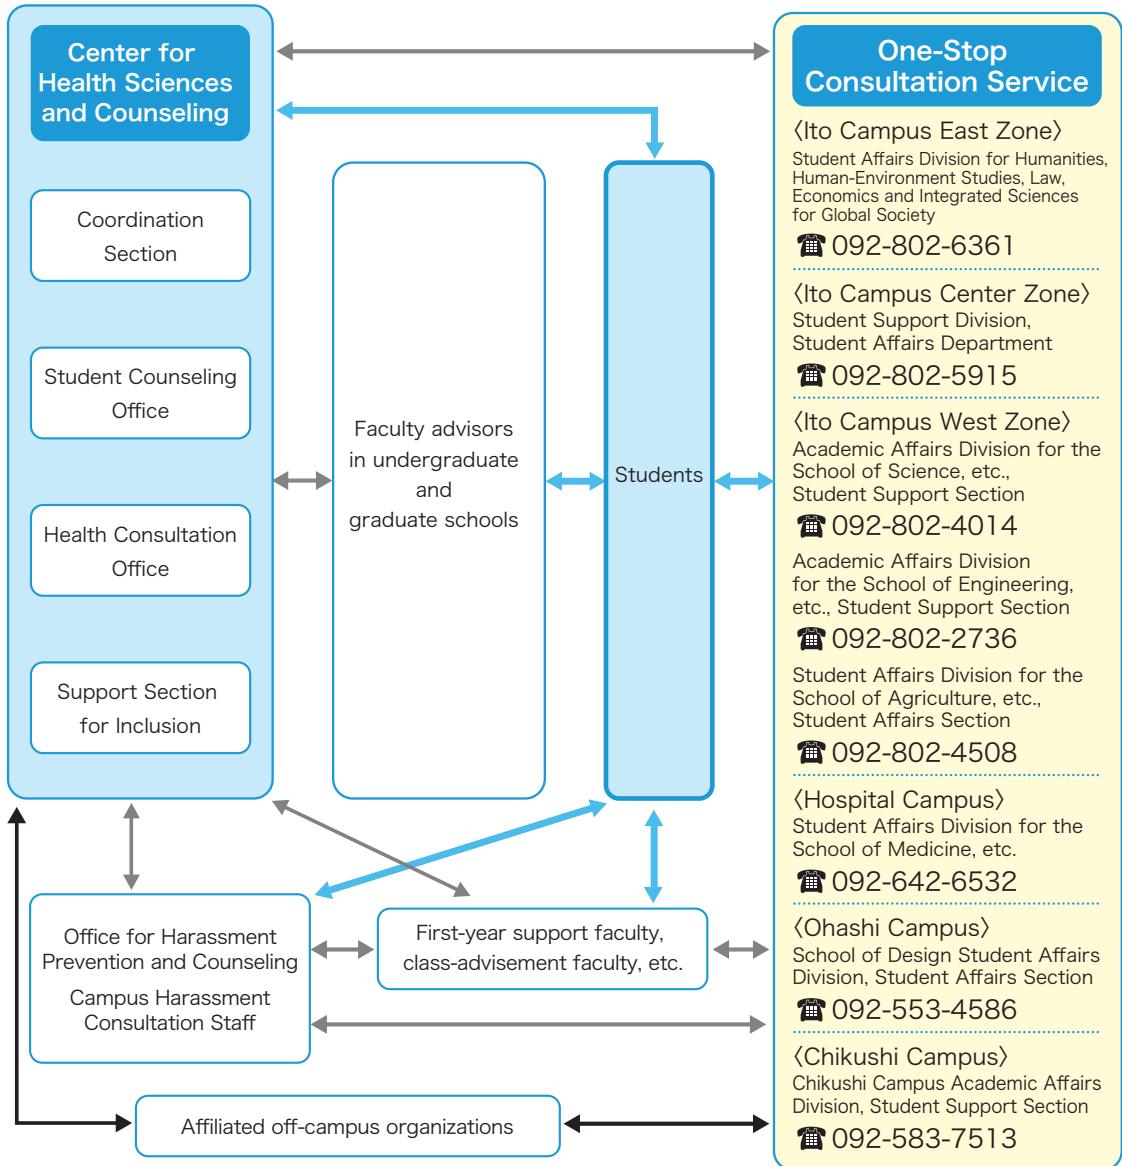 Center for
Health Sciences
and Counseling
Coordination
Section
Student Counseling
Office
Health Consultation
Office
Support Section
for Inclusion
Faculty advisors
in undergraduate
and
graduate schools
Students
Office for Harassment
Prevention and Counseling
Campus Harassment
Consultation Staff
First-year support faculty,
class-advisement faculty, etc.
Affiliated off-campus organizations
One-Stop
Consultation Service
〈Ito Campus East Zone〉
Student Affairs Division for Humanities,
Human-Environment Studies, Law,
Economics and Integrated Sciences
for Global Society
☎ 092-802-6361
〈Ito Campus Center Zone〉
Student Support Division,
Student Affairs Department
☎ 092-802-5915
〈Ito Campus West Zone〉
Academic Affairs Division for the
School of Science, etc.,
Student Support Section
☎ 092-802-4014
Academic Affairs Division
for the School of Engineering,
etc., Student Support Section
☎ 092-802-2736
Student Affairs Division for the
School of Agriculture, etc.,
Student Affairs Section
☎ 092-802-4508
〈Hospital Campus〉
Student Affairs Division for the
School of Medicine, etc.
☎ 092-642-6532
〈Ohashi Campus〉
School of Design Student Affairs
Division, Student Affairs Section
☎ 092-553-4586
〈Chikushi Campus〉
Chikushi Campus Academic Affairs
Division, Student Support Section
☎ 092-583-7513